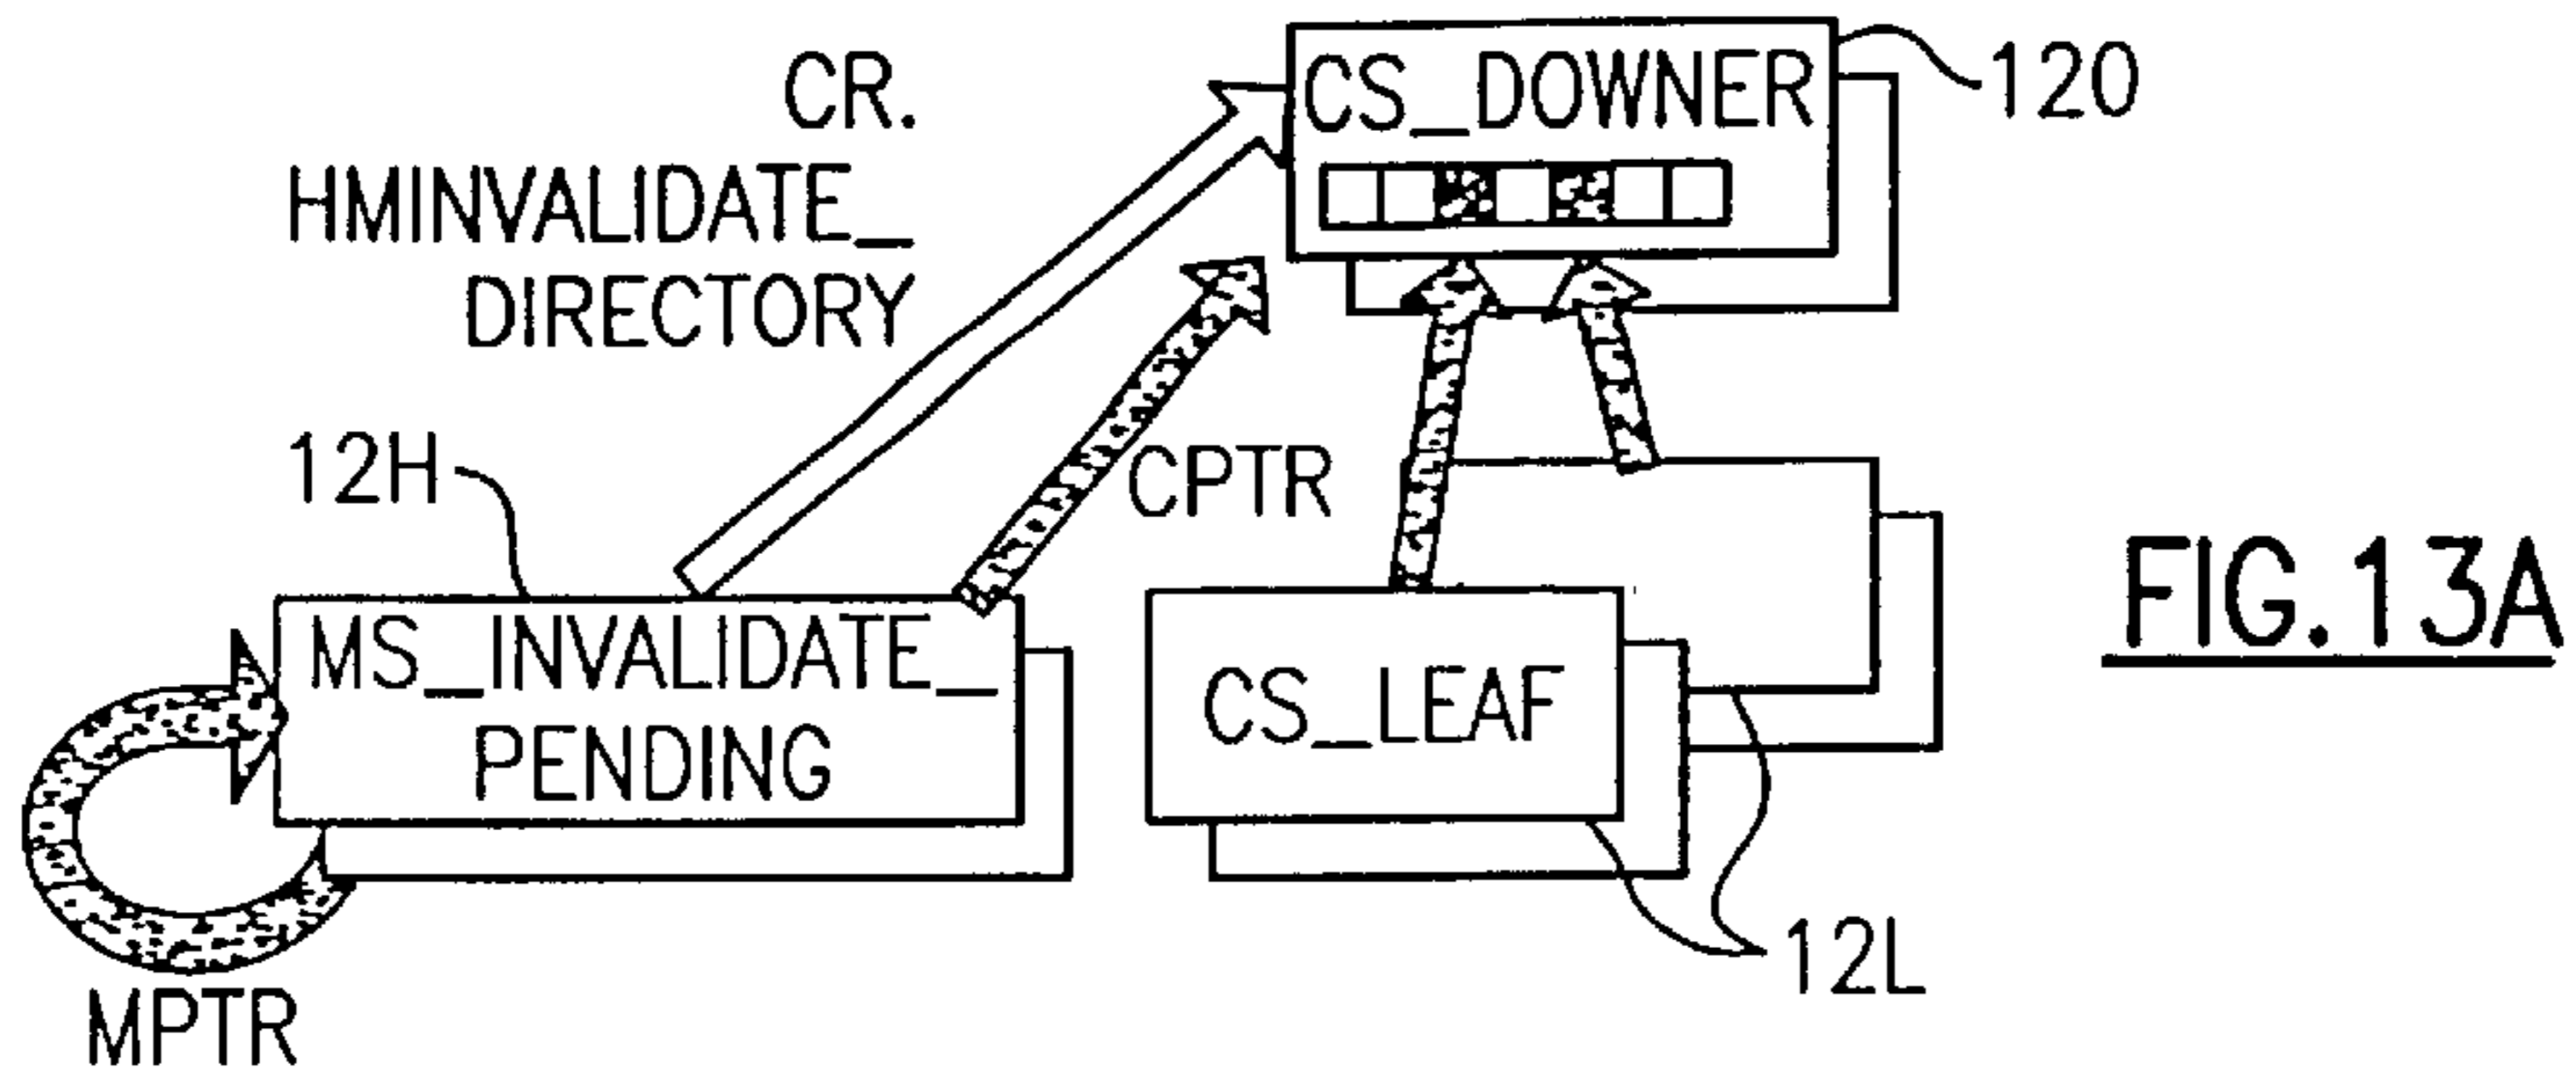 CR.
HMINVALIDATE_
DIRECTORY
CS_DOWNER
120
12H
CPTR
MS_INVALIDATE_
PENDING
CS_LEAF
MPTR
12L
FIG.13A